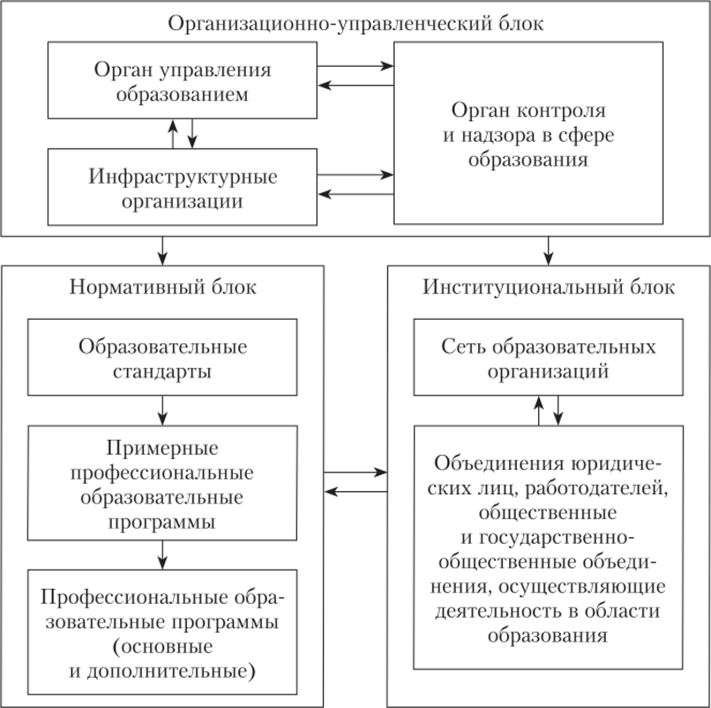 Организационно-управленческий блок
Орган управления
образованием
Орган контроля
и надзора в сфере
образования
Инфраструктурные
организации
Нормативный блок
Образовательные
стандарты
Примерные
профессиональные
образовательные
программы
Профессиональные обра-
зовательные программы
(основные
и дополнительные)
Институциональный блок
Сеть образовательных
организаций
Объединения юридиче-
ских лиц, работодателей,
общественные
и государственно-
общественные объеди-
нения, осуществляющие
деятельность в области
образования